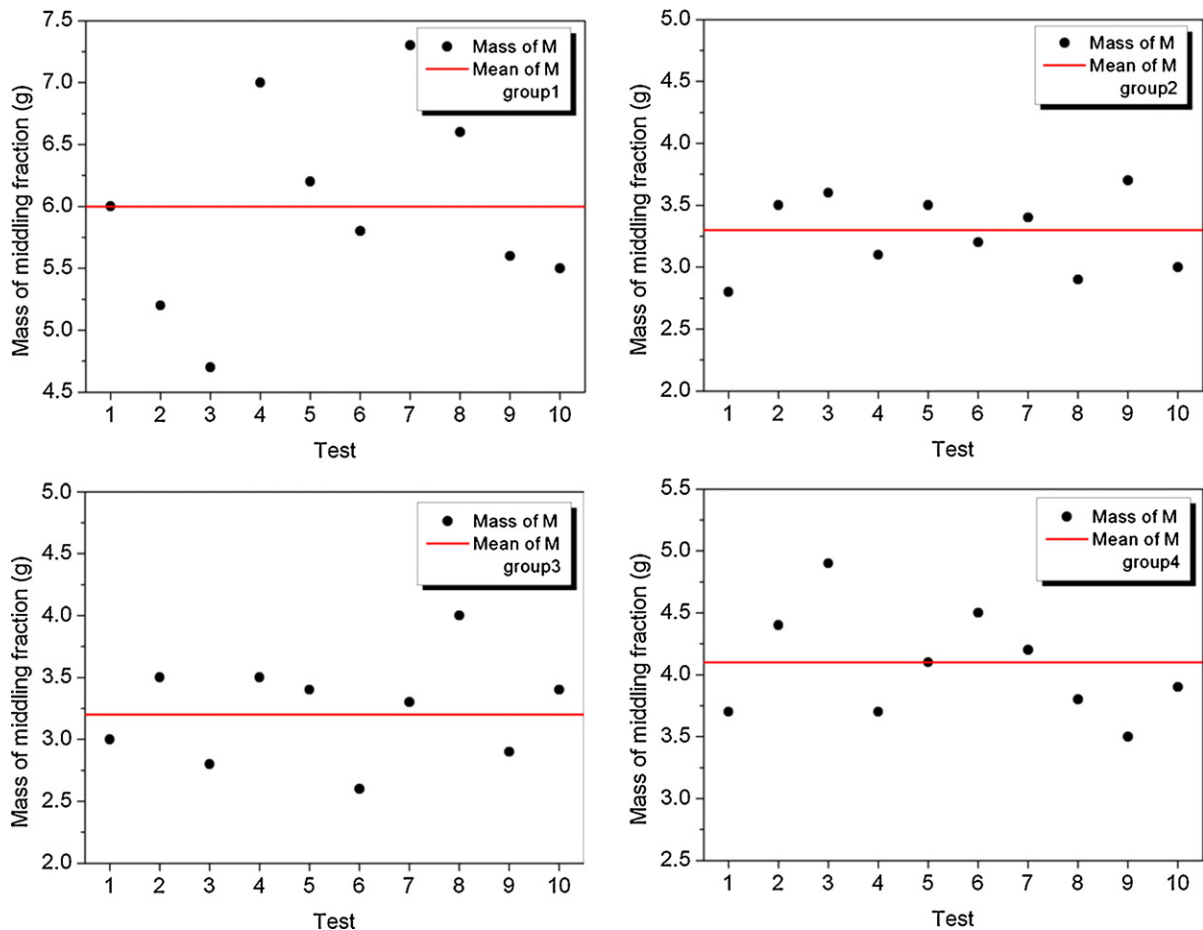 Mass of middling fraction (g)
7.5
7.0
6.5
6.0
5.5
5.0
4.5
Mass of M
Mean of M
group1
1 2 3 4 5 6 7 8 9 10
Test
Mass of middling fraction (g)
5.0
4.5
4.0
3.5
3.0
2.5
2.0
Mass of M
Mean of M
group2
1 2 3 4 5 6 7 8 9 10
Test
Mass of middling fraction (g)
5.0
4.5
4.0
3.5
3.0
2.5
2.0
Mass of M
Mean of M
group3
1 2 3 4 5 6 7 8 9 10
Test
Mass of middling fraction (g)
5.5
5.0
4.5
4.0
3.5
3.0
2.5
Mass of M
Mean of M
group4
1 2 3 4 5 6 7 8 9 10
Test